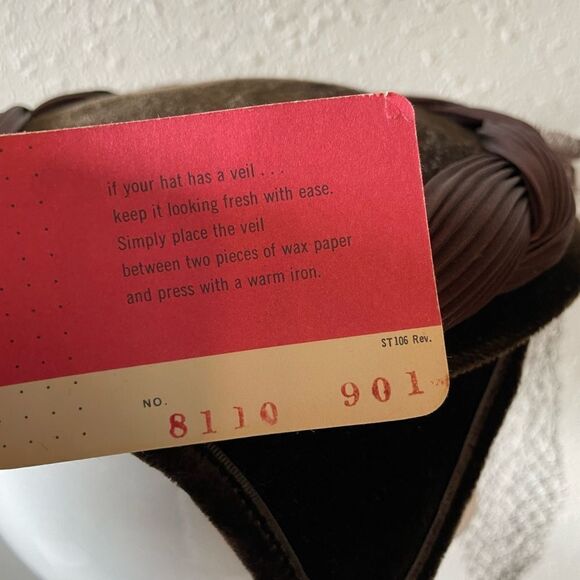 if your hat has a veil . . .
keep it looking fresh with ease.
Simply place the veil
between two pieces of wax paper
and press with a warm iron.
ST106 Rev.
NO. 8110 901